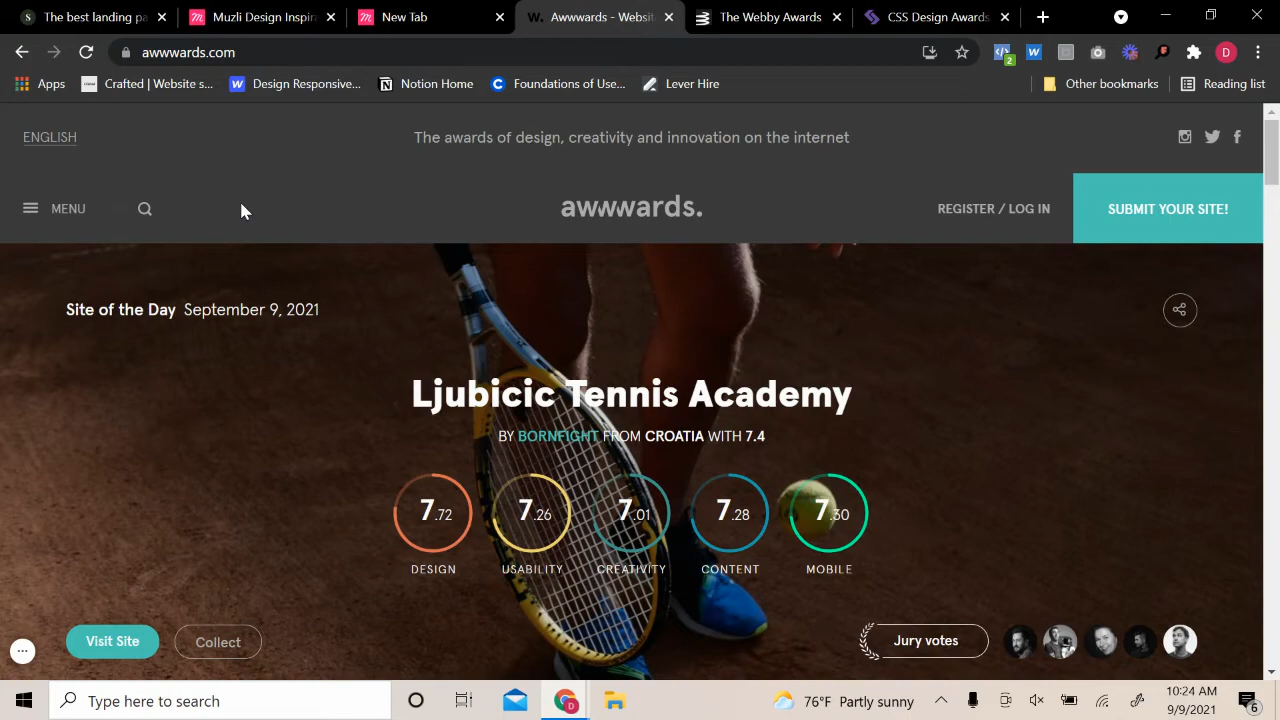 The best landing pa
Muzli Design Inspir
New Tab
W. Awwwards - Websit
The Webby Awards
CSS Design Awards
awwwards.com
2
D
Apps
Crafted | Website s...
Design Responsive...
Notion Home
Foundations of Use...
Lever Hire
Other bookmarks
Reading list
ENGLISH
The awards of design, creativity and innovation on the internet
MENU
awwwards.
REGISTER / LOG IN
SUBMIT YOUR SITE!
Site of the Day September 9, 2021
Ljubicic Tennis Academy
BY BORNFIGHT FROM CROATIA WITH 7.4
7.72 7.26 7.01 7.28 7.30
DESIGN USABILITY CREATIVITY CONTENT MOBILE
Visit Site
Collect
Jury votes
Type here to search
D
76°F Partly sunny
10:24 AM
9/9/2021
6